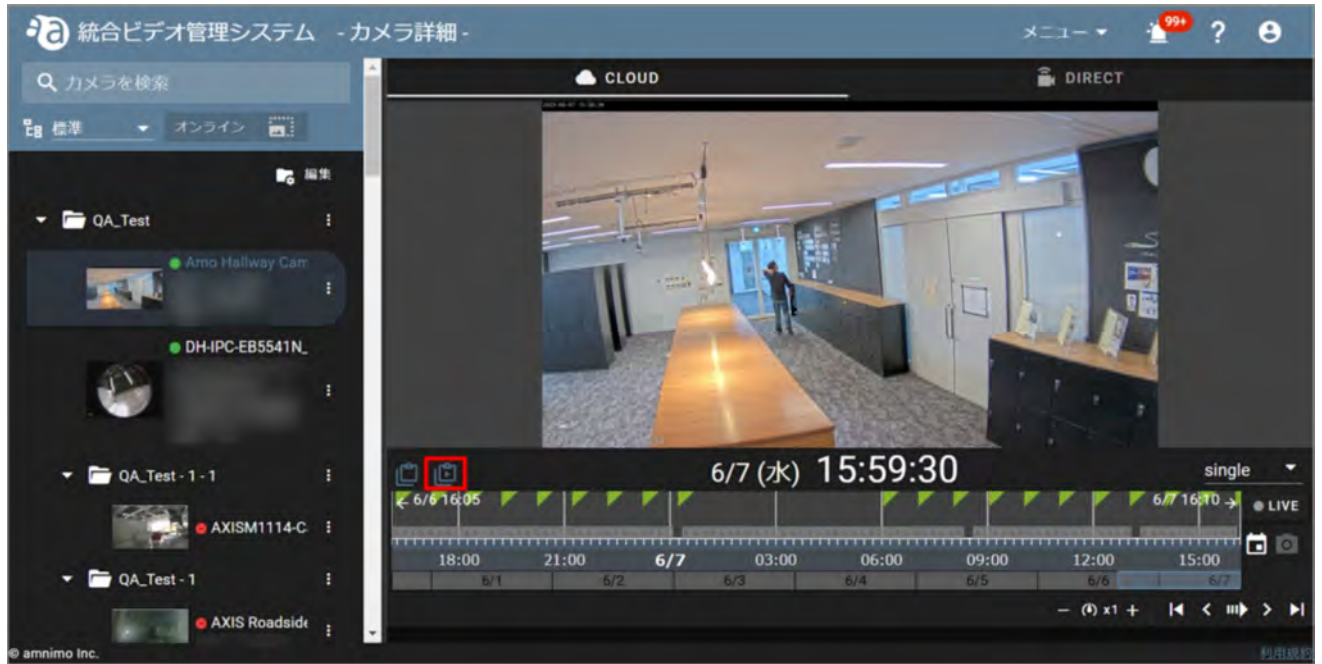 統合ビデオ管理システム - カメラ詳細 -
メニュー
99+
?
カメラを検索
CLOUD
DIRECT
標準
オンライン
編集
QA_Test
Amo Hallway Cam
DH-IPC-EB5541N_
QA_Test - 1 - 1
AXISM1114-C
QA_Test - 1
AXIS Roadside
6/7 (水) 15:59:30
single
6/6 16:05
6/7 16:10
LIVE
18:00 21:00 6/7 03:00 06:00 09:00 12:00 15:00
6/1 6/2 6/3 6/4 6/5 6/6 6/7
− x1 +
© amnimo Inc.
利用規約